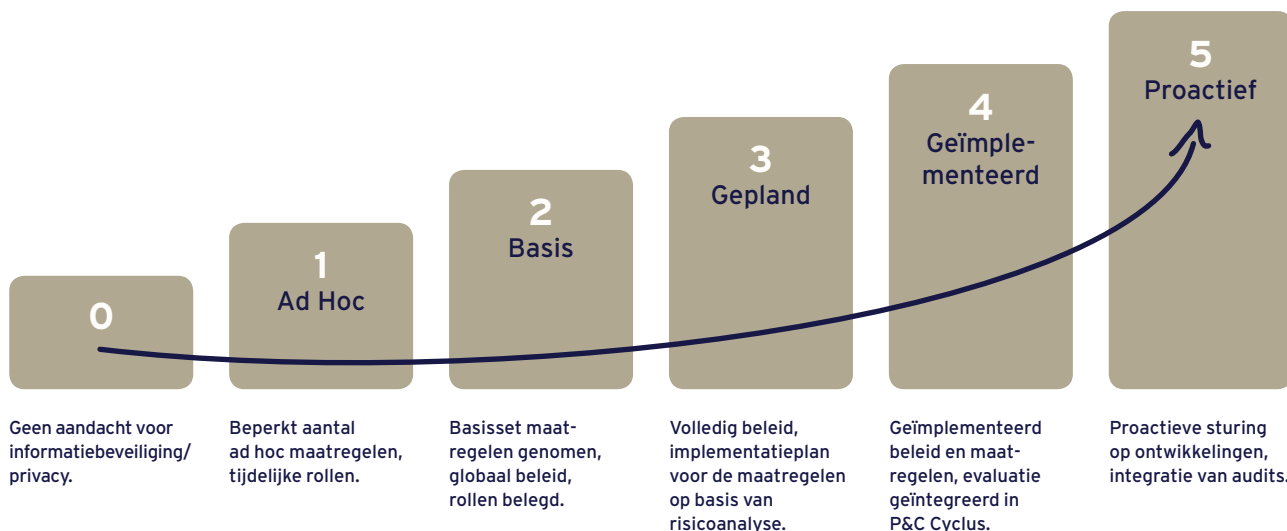 0
Geen aandacht voor
informatiebeveiliging/
privacy.
1
Ad Hoc
Beperkt aantal
ad hoc maatregelen,
tijdelijke rollen.
2
Basis
Basisset maat-
regelen genomen,
globaal beleid,
rollen belegd.
3
Gepland
Volledig beleid,
implementatieplan
voor de maatregelen
op basis van
risicoanalyse.
4
Geïmple-
menteerd
Geïmplementeerd
beleid en maat-
regelen, evaluatie
geïntegreerd in
P&C Cyclus.
5
Proactief
Proactieve sturing
op ontwikkelingen,
integratie van audits.